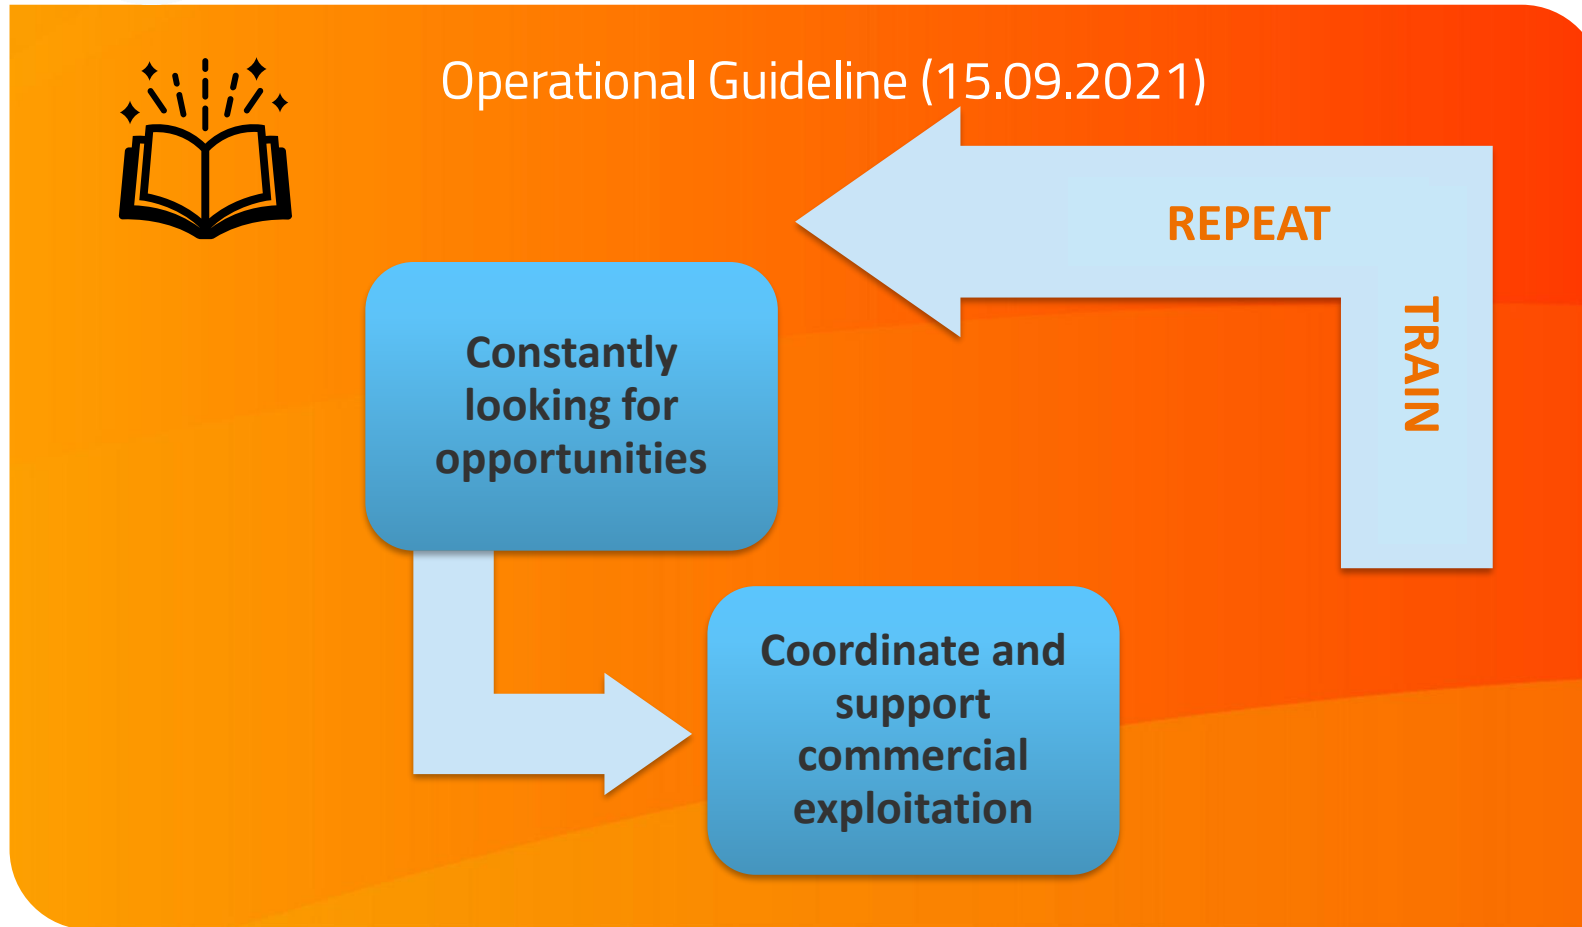 Operational Guideline (15.09.2021)
REPEAT
TRAIN
Constantly
looking for
opportunities
Coordinate and
support
commercial
exploitation